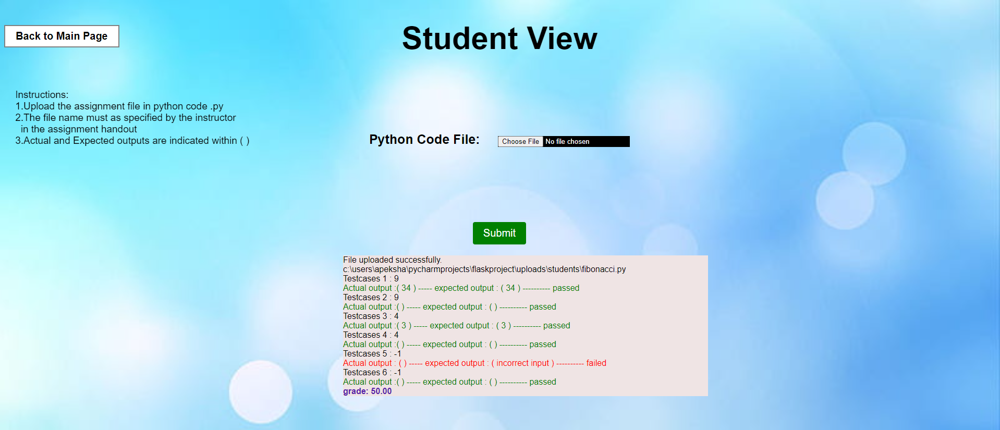 Back to Main Page
Student View
Instructions:
1.Upload the assignment file in python code .py
2.The file name must as specified by the instructor
in the assignment handout
3.Actual and Expected outputs are indicated within ( )
Python Code File:
Choose File No file chosen
Submit
File uploaded successfully.
c:\users\apeksha\pycharmprojects\flaskproject\uploads\students\fibonacci.py
Testcases 1 : 9
Actual output :( 34 ) ----- expected output : ( 34 ) ---------- passed
Testcases 2 : 9
Actual output :( ) ----- expected output : ( ) ---------- passed
Testcases 3 : 4
Actual output :( 3 ) ----- expected output : ( 3 ) ---------- passed
Testcases 4 : 4
Actual output :( ) ----- expected output : ( ) ---------- passed
Testcases 5 : -1
Actual output : ( ) ----- expected output : ( incorrect input ) ---------- failed
Testcases 6 : -1
Actual output :( ) ----- expected output : ( ) ---------- passed
grade: 50.00